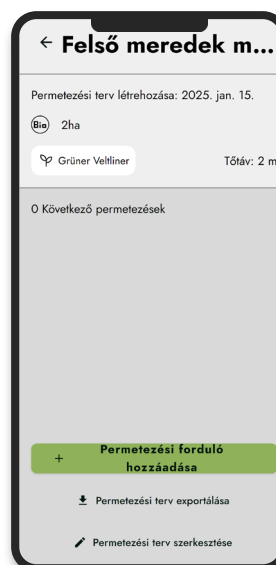 Felső meredek m...
Permetezési terv létrehozása: 2025. jan. 15.
Bio 2ha
Grüner Veltliner Tőtáv: 2 m
0 Következő permetezések
+ Permetezési forduló
hozzáadása
Permetezési terv exportálása
Permetezési terv szerkesztése